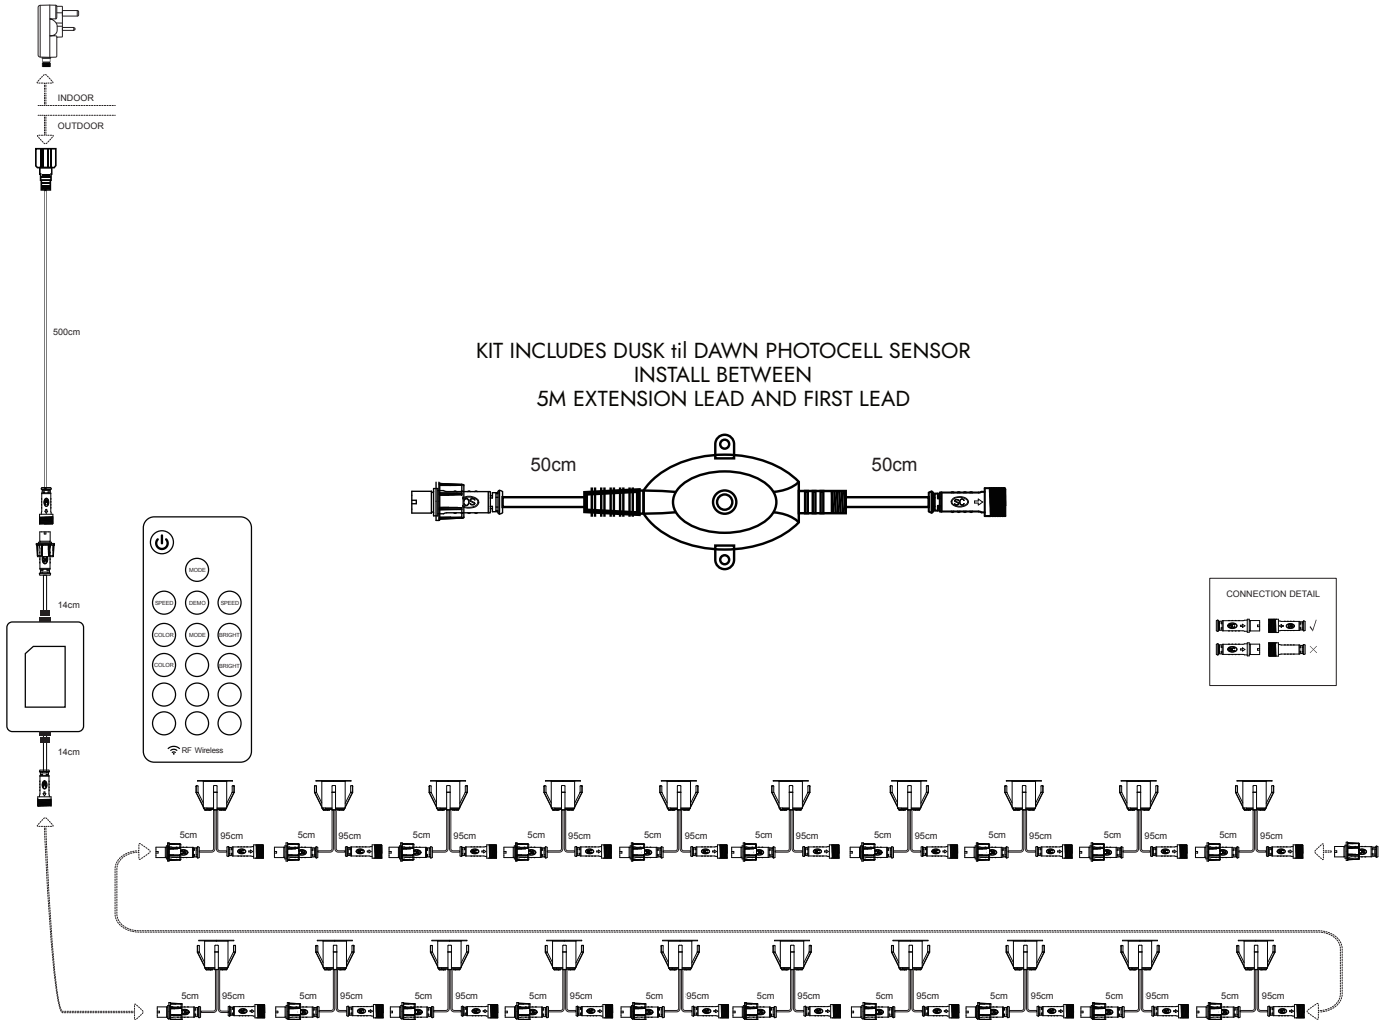 INDOOR
OUTDOOR
500cm
KIT INCLUDES DUSK til DAWN PHOTOCELL SENSOR
INSTALL BETWEEN
5M EXTENSION LEAD AND FIRST LEAD
50cm 50cm
SC SC
14cm
MODE
SPEED DEMO SPEED
COLOR MODE BRIGHT
COLOR BRIGHT
RF Wireless
14cm
CONNECTION DETAIL
√
×
5cm 95cm 5cm 95cm 5cm 95cm 5cm 95cm 5cm 95cm 5cm 95cm 5cm 95cm 5cm 95cm 5cm 95cm 5cm 95cm
5cm 95cm 5cm 95cm 5cm 95cm 5cm 95cm 5cm 95cm 5cm 95cm 5cm 95cm 5cm 95cm 5cm 95cm 5cm 95cm